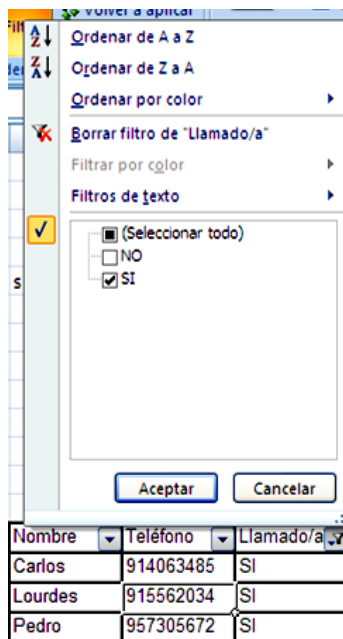 Volver a aplicar
Ordenar de A a Z
Ordenar de Z a A
Ordenar por color
Borrar filtro de "Llamado/a"
Filtrar por color
Filtros de texto
(Seleccionar todo)
NO
SI
Aceptar Cancelar
Nombre Teléfono Llamado/a
Carlos 914063485 SI
Lourdes 915562034 SI
Pedro 957305672 SI